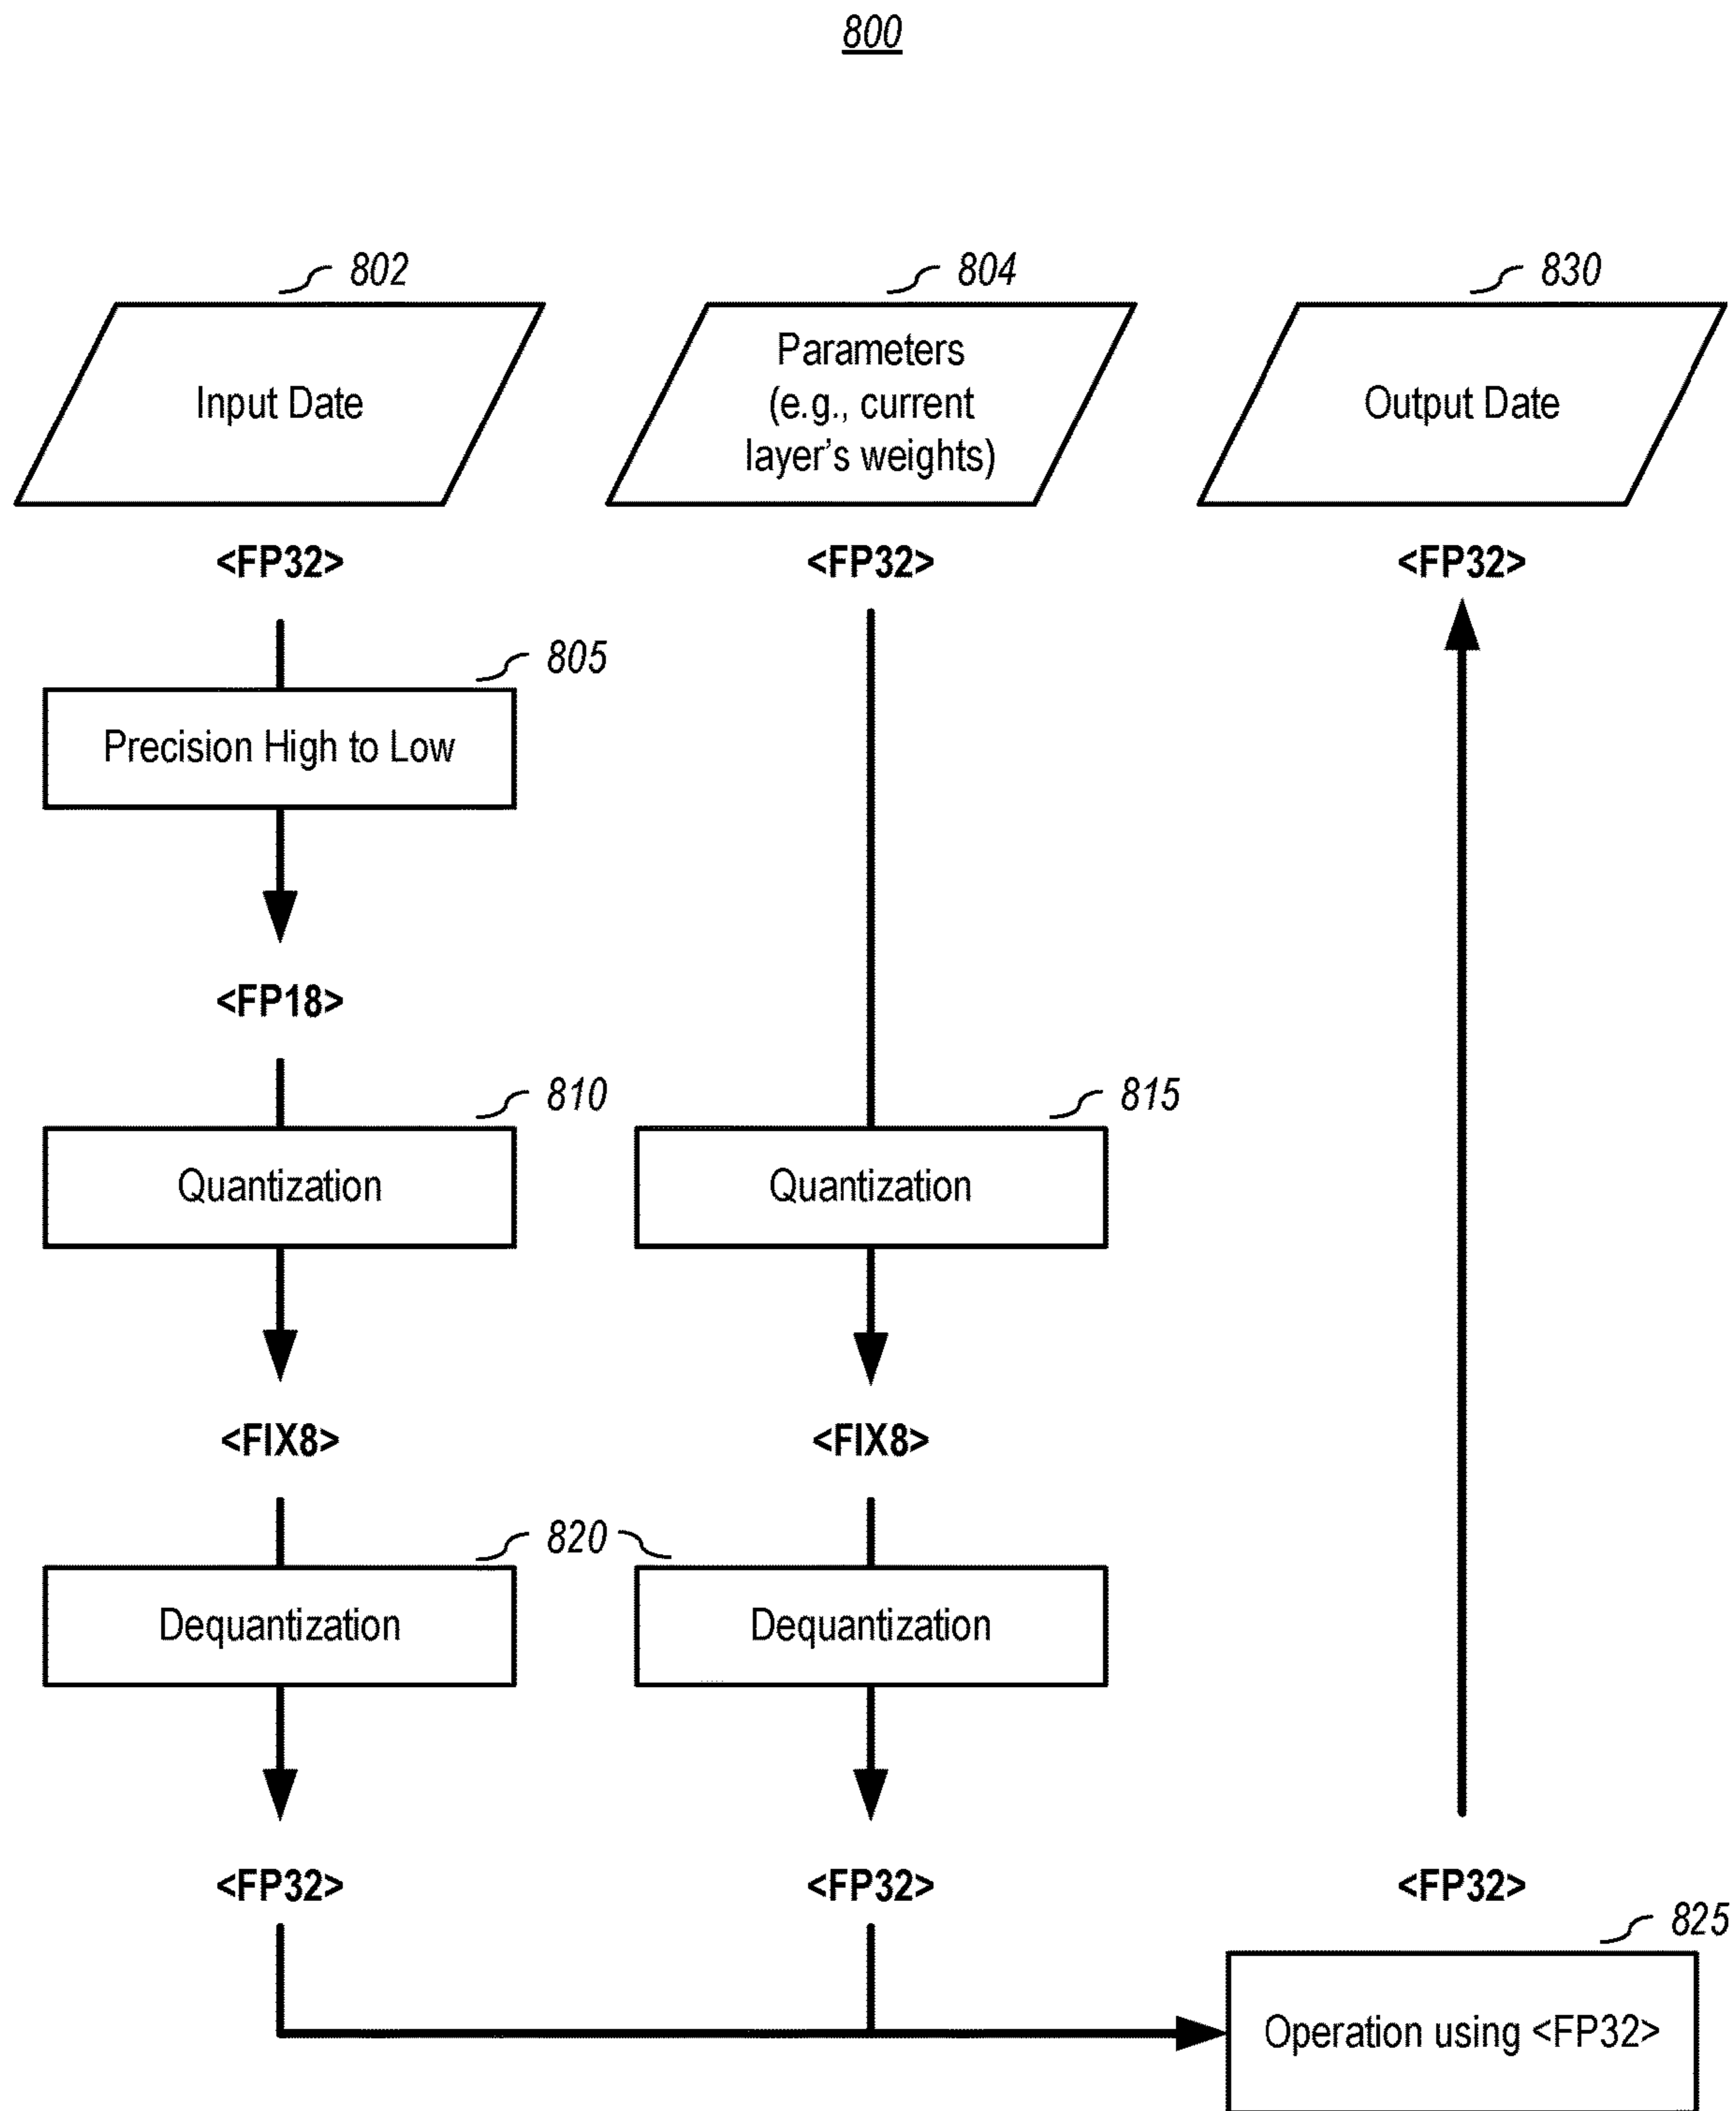 800
802
804
830
Input Date
Parameters
(e.g., current
layer's weights)
Output Date
<FP32>
<FP32>
<FP32>
805
Precision High to Low
<FP18>
810
815
Quantization
Quantization
<FIX8>
<FIX8>
820
Dequantization
Dequantization
<FP32>
<FP32>
<FP32>
825
Operation using <FP32>